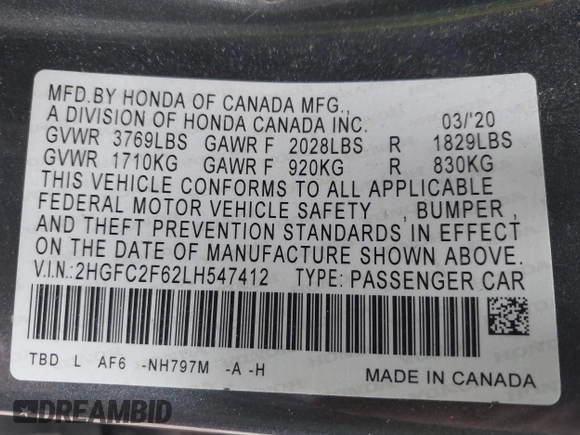 MFD.BY HONDA OF CANADA MFG.,
A DIVISION OF HONDA CANADA INC. 03/'20
GVWR 3769LBS GAWR F 2028LBS R 1829LBS
GVWR 1710KG GAWR F 920KG R 830KG
THIS VEHICLE CONFORMS TO ALL APPLICABLE
FEDERAL MOTOR VEHICLE SAFETY , BUMPER ,
AND THEFT PREVENTION STANDARDS IN EFFECT
ON THE DATE OF MANUFACTURE SHOWN ABOVE.
V.I.N.:2HGFC2F62LH547412 TYPE: PASSENGER CAR
TBD L AF6 -NH797M -A -H
MADE IN CANADA
DREAMBID